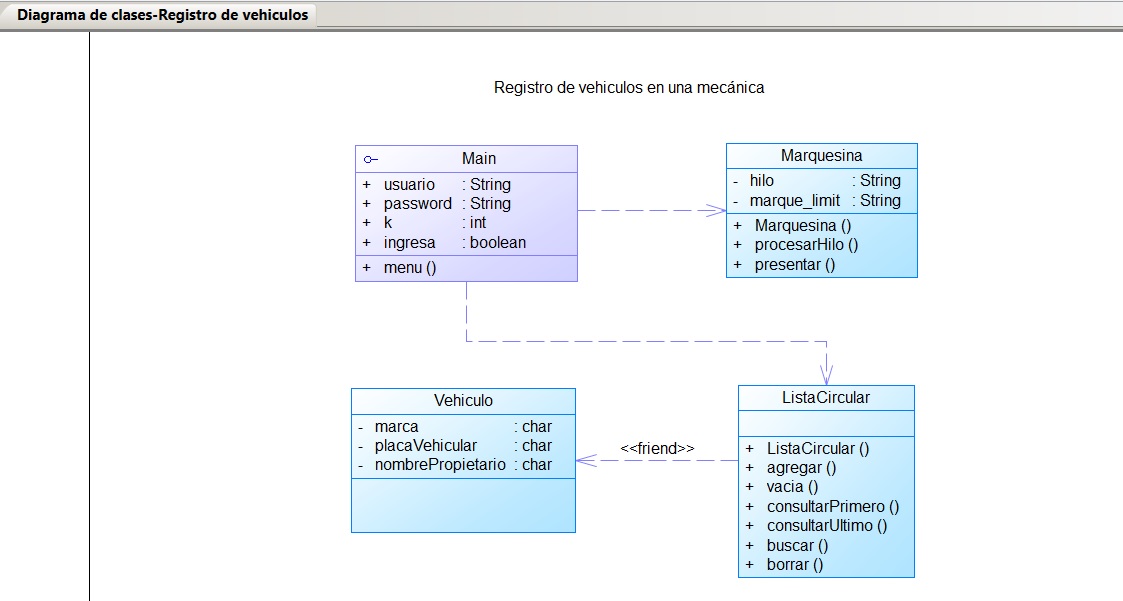 Diagrama de clases-Registro de vehiculos
Registro de vehiculos en una mecánica
Main
+ usuario : String
+ password : String
+ k : int
+ ingresa : boolean
+ menu ()
Marquesina
- hilo : String
- marque_limit : String
+ Marquesina ()
+ procesarHilo ()
+ presentar ()
Vehiculo
- marca : char
- placaVehicular : char
- nombrePropietario : char
<<friend>>
ListaCircular
+ ListaCircular ()
+ agregar ()
+ vacia ()
+ consultarPrimero ()
+ consultarUltimo ()
+ buscar ()
+ borrar ()